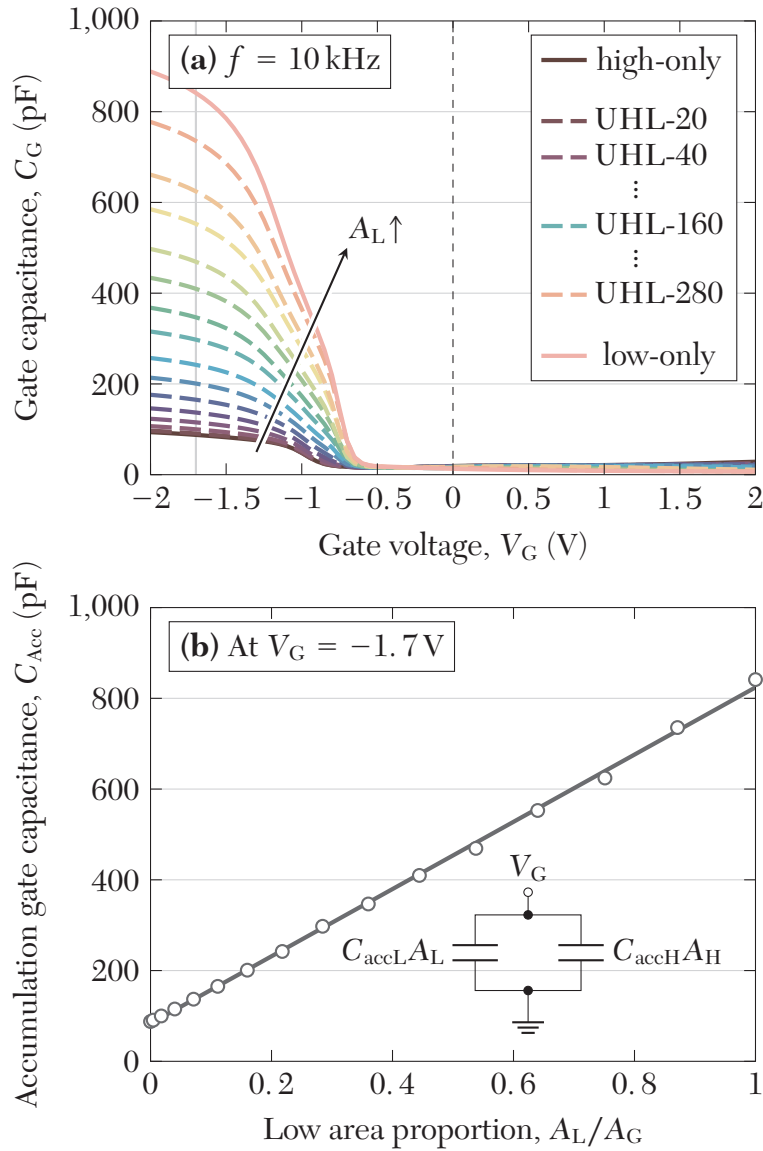 1,000
800
600
400
200
0
Gate capacitance, C_G (pF)
(a) f = 10 kHz
A_L↑
high-only
UHL-20
UHL-40
⋮
UHL-160
⋮
UHL-280
low-only
−2 −1.5 −1 −0.5 0 0.5 1 1.5 2
Gate voltage, V_G (V)
1,000
800
600
400
200
0
Accumulation gate capacitance, C_Acc (pF)
(b) At V_G = −1.7 V
V_G
C_accL A_L
C_accH A_H
0 0.2 0.4 0.6 0.8 1
Low area proportion, A_L/A_G